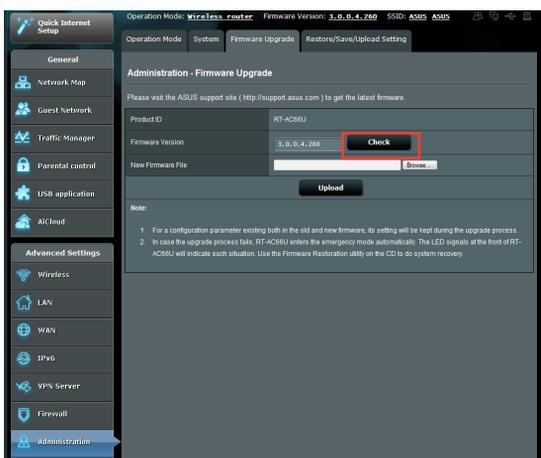 Quick Internet
Setup
Operation Mode: Wireless router Firmware Version: 3.0.0.4.260 SSID: ASUS ASUS
Operation Mode System Firmware Upgrade Restore/Save/Upload Setting
General
Network Map
Guest Network
Traffic Manager
Parental control
USB application
AiCloud
Advanced Settings
Wireless
LAN
WAN
IPv6
VPN Server
Firewall
Administration
Administration - Firmware Upgrade
Please visit the ASUS support site ( http://support.asus.com ) to get the latest firmware.
Product ID RT-AC66U
Firmware Version 3.0.0.4.260 Check
New Firmware File Browse...
Upload
Note:
1. For a configuration parameter existing both in the old and new firmware, its setting will be kept during the upgrade process.
2. In case the upgrade process fails, RT-AC66U enters the emergency mode automatically. The LED signals at the front of RT-
AC66U will indicate such situation. Use the Firmware Restoration utility on the CD to do system recovery.